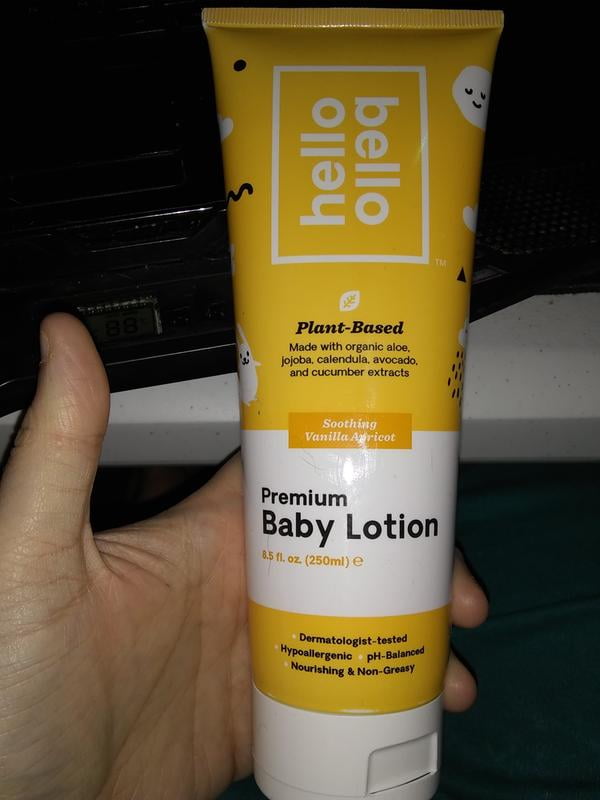 hello
bello
TM
Plant-Based
Made with organic aloe,
jojoba, calendula, avocado,
and cucumber extracts
Soothing
Vanilla Apricot
Premium
Baby Lotion
8.5 fl. oz. (250ml) ℮
• Dermatologist-tested
• Hypoallergenic • pH-Balanced
• Nourishing & Non-Greasy
88